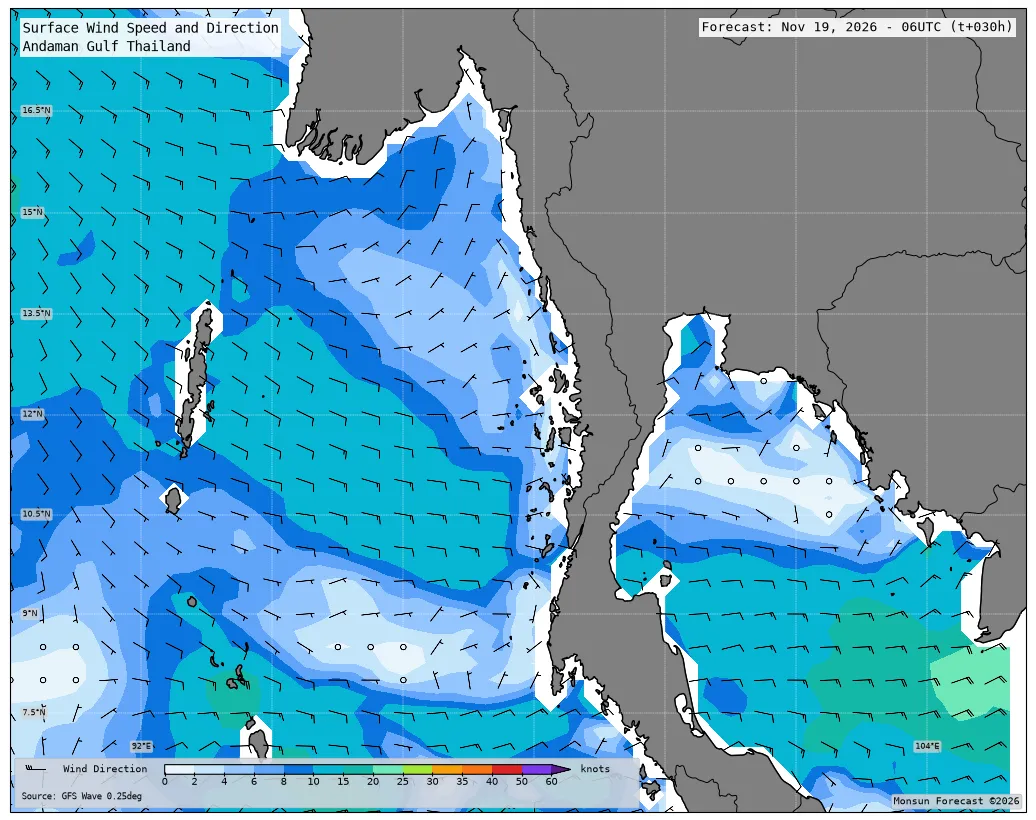 Surface Wind Speed and Direction
Andaman Gulf Thailand
Forecast: Nov 19, 2026 - 06UTC (t+030h)
16.5°N
15°N
13.5°N
12°N
10.5°N
9°N
7.5°N
92°E
104°E
Wind Direction
0 2 4 6 8 10 15 20 25 30 35 40 50 60
knots
Source: GFS Wave 0.25deg
Monsun Forecast ©2026